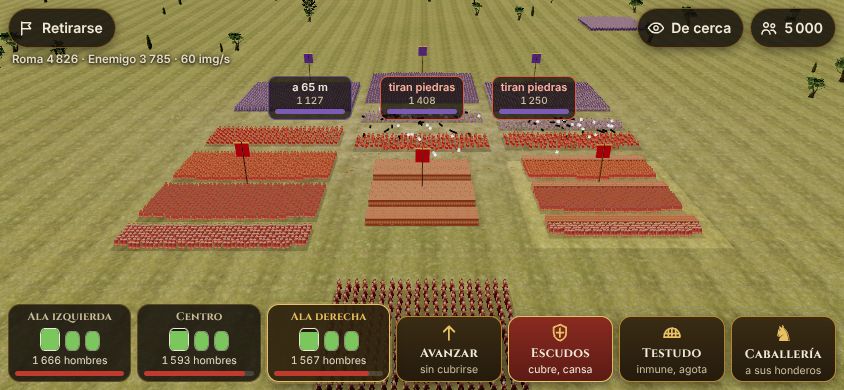 Retirarse
De cerca
5 000
Roma 4 826 · Enemigo 3 785 · 60 img/s
a 65 m
1 127
tiran piedras
1 408
tiran piedras
1 250
Ala izquierda
1 666 hombres
Centro
1 593 hombres
Ala derecha
1 567 hombres
Avanzar
sin cubrirse
Escudos
cubre, cansa
Testudo
inmune, agota
Caballería
a sus honderos